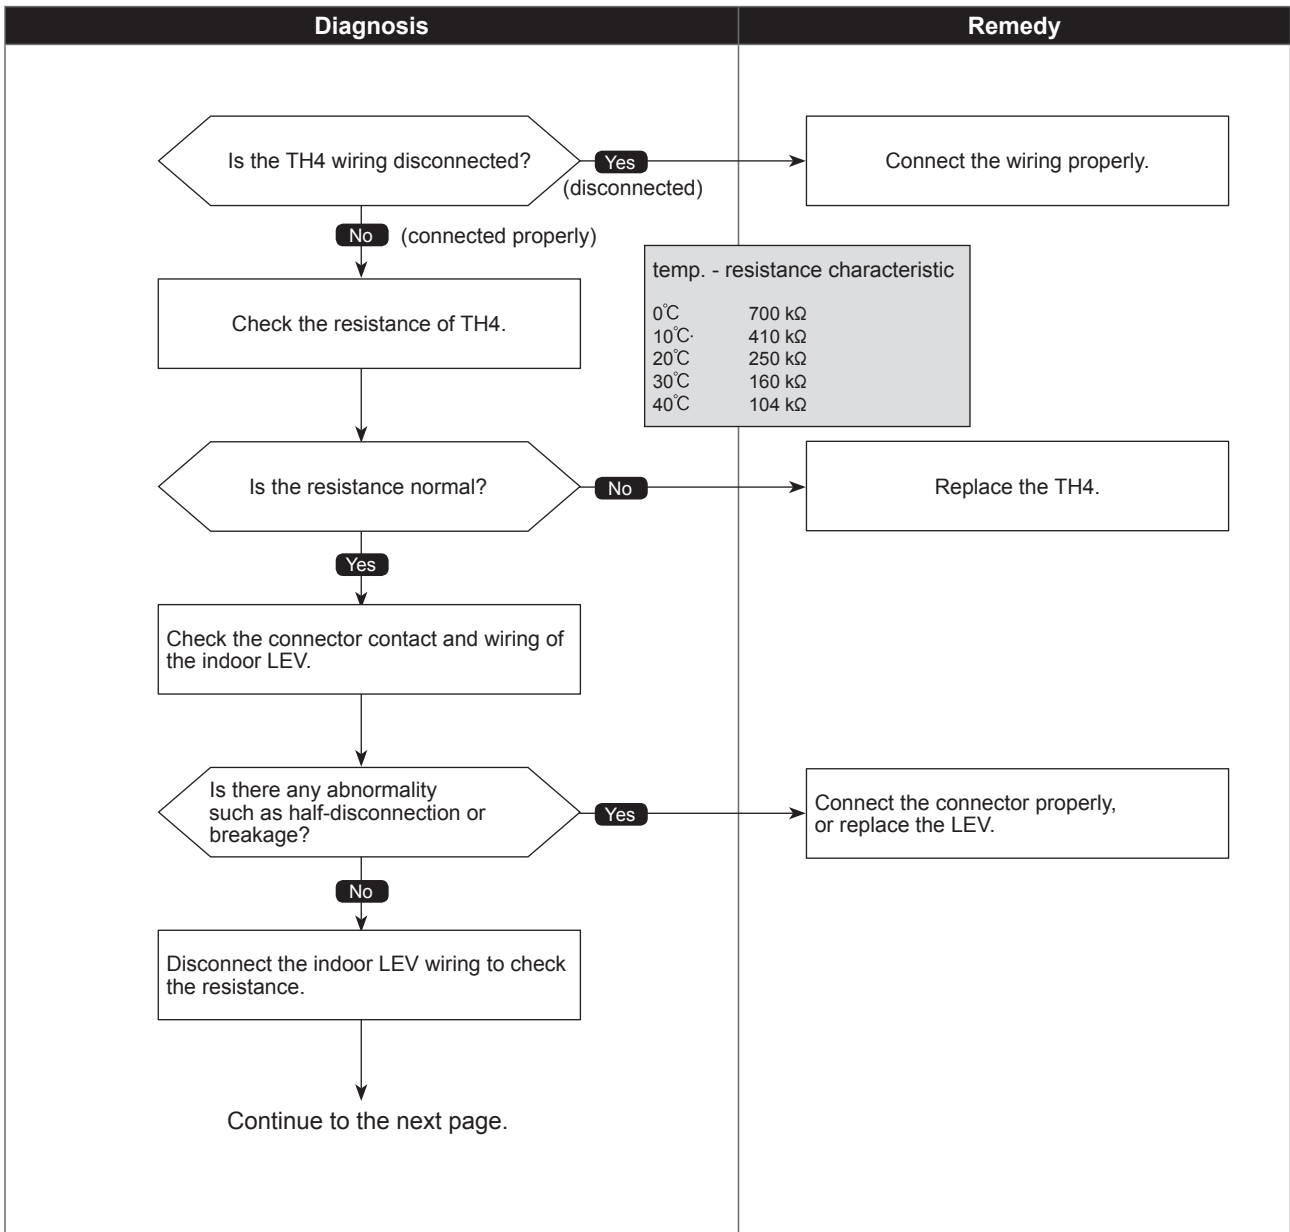 Diagnosis
Remedy
Is the TH4 wiring disconnected?
Yes
(disconnected)
Connect the wiring properly.
No
(connected properly)
temp. - resistance characteristic
0℃ 700 kΩ
10℃· 410 kΩ
20℃ 250 kΩ
30℃ 160 kΩ
40℃ 104 kΩ
Check the resistance of TH4.
Is the resistance normal?
No
Replace the TH4.
Yes
Check the connector contact and wiring of
the indoor LEV.
Is there any abnormality
such as half-disconnection or
breakage?
Yes
Connect the connector properly,
or replace the LEV.
No
Disconnect the indoor LEV wiring to check
the resistance.
Continue to the next page.